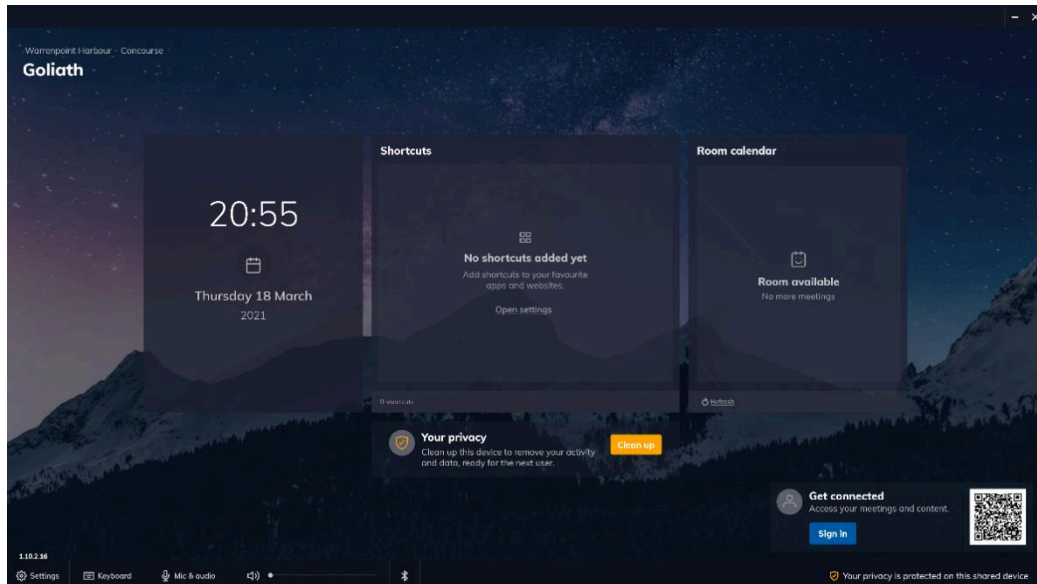 Warrenpoint Harbour - Concourse
Goliath
20:55
Thursday 18 March
2021
Shortcuts
No shortcuts added yet
Add shortcuts to your favourite
apps and websites.
Open settings
0 shortcuts
Room calendar
Room available
No more meetings
Refresh
Your privacy
Clean up this device to remove your activity
and data, ready for the next user.
Clean up
Get connected
Access your meetings and content.
Sign in
1.10.2.16
Settings
Keyboard
Mic & audio
Your privacy is protected on this shared device